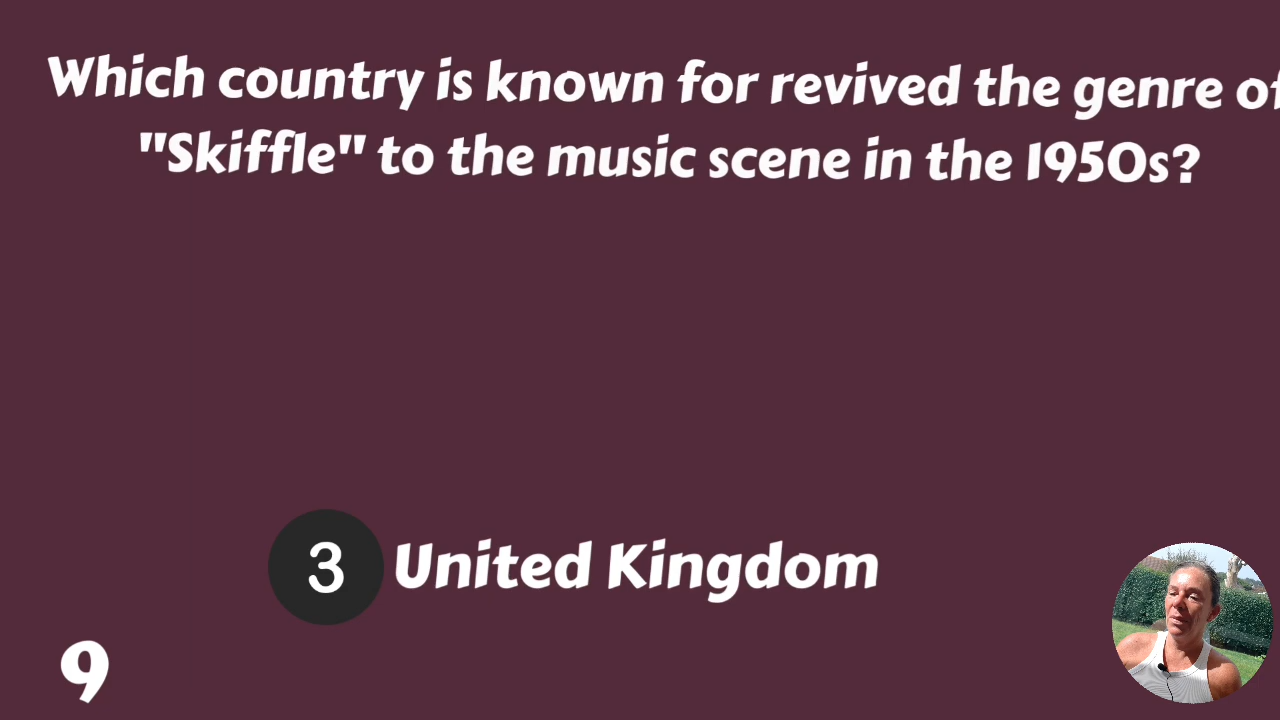 Which country is known for revived the genre of
"Skiffle" to the music scene in the 1950s?
3 United Kingdom
9